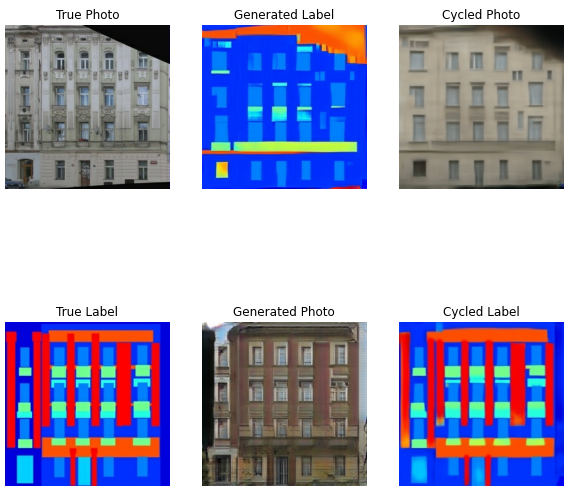 True Photo
Generated Label
Cycled Photo
True Label
Generated Photo
Cycled Label